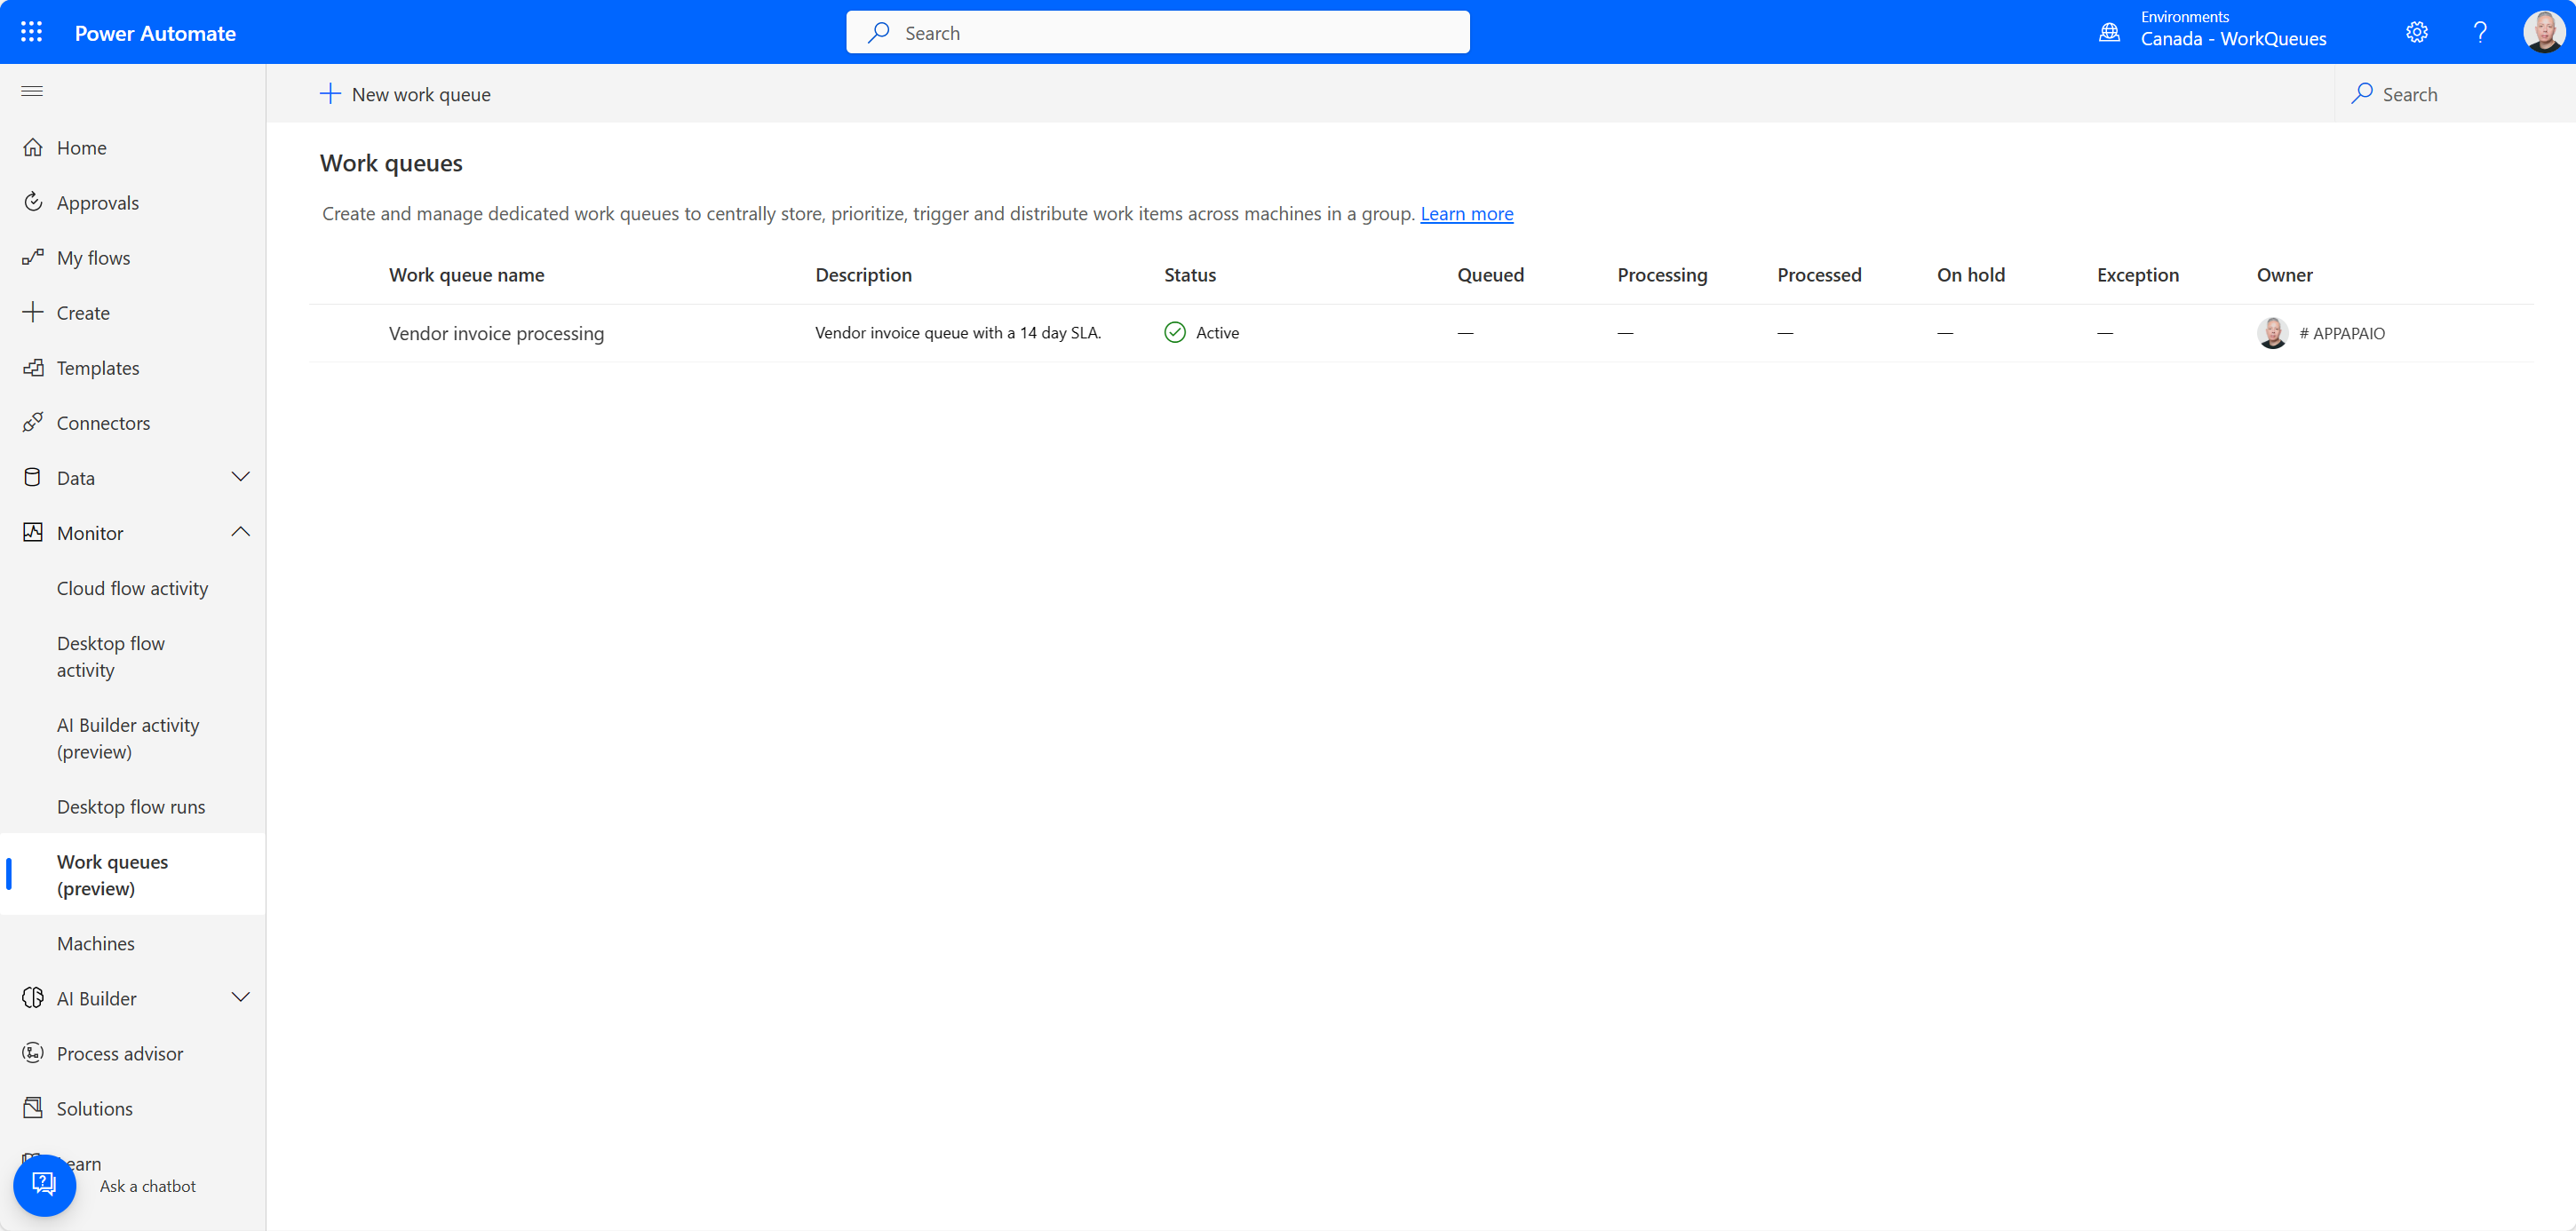 Power Automate
Search
Environments
Canada - WorkQueues
New work queue
Search
Home
Approvals
My flows
Create
Templates
Connectors
Data
Monitor
Cloud flow activity
Desktop flow
activity
AI Builder activity
(preview)
Desktop flow runs
Work queues
(preview)
Machines
AI Builder
Process advisor
Solutions
earn
Ask a chatbot
Work queues
Create and manage dedicated work queues to centrally store, prioritize, trigger and distribute work items across machines in a group. Learn more
Work queue name Description Status Queued Processing Processed On hold Exception Owner
Vendor invoice processing Vendor invoice queue with a 14 day SLA. Active — — — — — # APPAPAIO